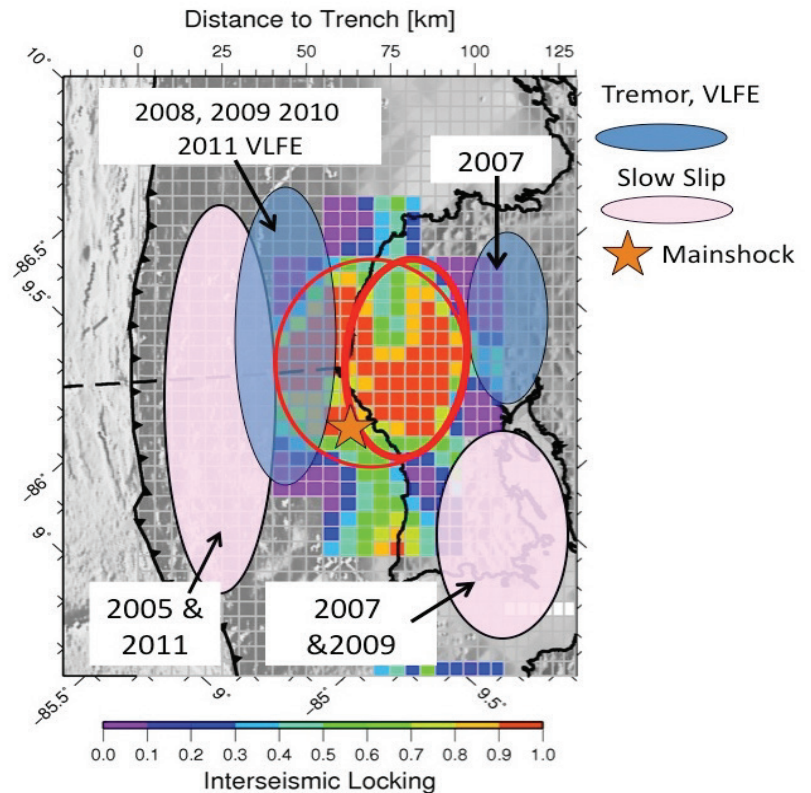 Distance to Trench [km]
0 25 50 75 100 125
10°
2008, 2009 2010
2011 VLFE
2007
Tremor, VLFE
Slow Slip
Mainshock
-86.5°
9.5°
-86°
9°
2005 &
2011
2007
&2009
-85.5°
9°
-85°
9.5°
0.0 0.1 0.2 0.3 0.4 0.5 0.6 0.7 0.8 0.9 1.0
Interseismic Locking